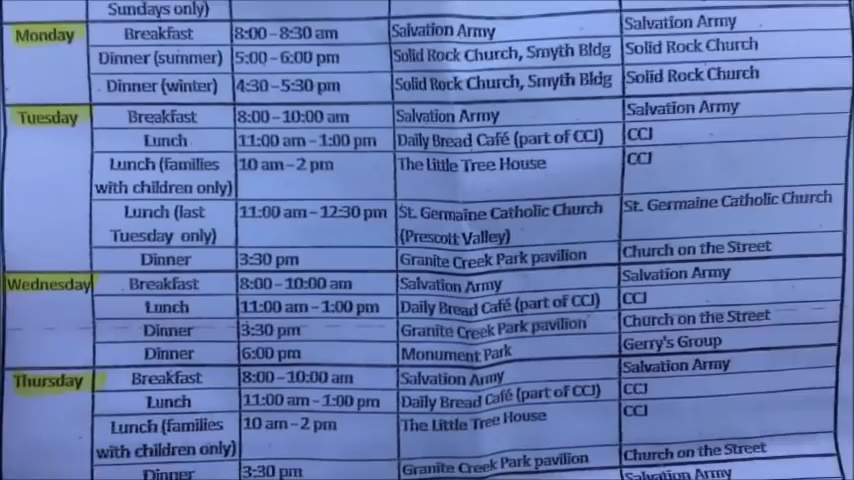 Sundays only)
Monday Breakfast 8:00 – 8:30 am Salvation Army Salvation Army
Dinner (summer) 5:00 – 6:00 pm Solid Rock Church, Smyth Bldg Solid Rock Church
Dinner (winter) 4:30 – 5:30 pm Solid Rock Church, Smyth Bldg Solid Rock Church
Tuesday Breakfast 8:00 – 10:00 am Salvation Army Salvation Army
Lunch 11:00 am – 1:00 pm Daily Bread Café (part of CCJ) CCJ
Lunch (families 10 am – 2 pm The Little Tree House CCJ
with children only)
Lunch (last 11:00 am – 12:30 pm St. Germaine Catholic Church St. Germaine Catholic Church
Tuesday only) (Prescott Valley)
Dinner 3:30 pm Granite Creek Park pavilion Church on the Street
Wednesday Breakfast 8:00 – 10:00 am Salvation Army Salvation Army
Lunch 11:00 am – 1:00 pm Daily Bread Café (part of CCJ) CCJ
Dinner 3:30 pm Granite Creek Park pavilion Church on the Street
Dinner 6:00 pm Monument Park Gerry's Group
Thursday Breakfast 8:00 – 10:00 am Salvation Army Salvation Army
Lunch 11:00 am – 1:00 pm Daily Bread Café (part of CCJ) CCJ
Lunch (families 10 am – 2 pm The Little Tree House CCJ
with children only)
Dinner 3:30 pm Granite Creek Park pavilion Church on the Street
Salvation Army